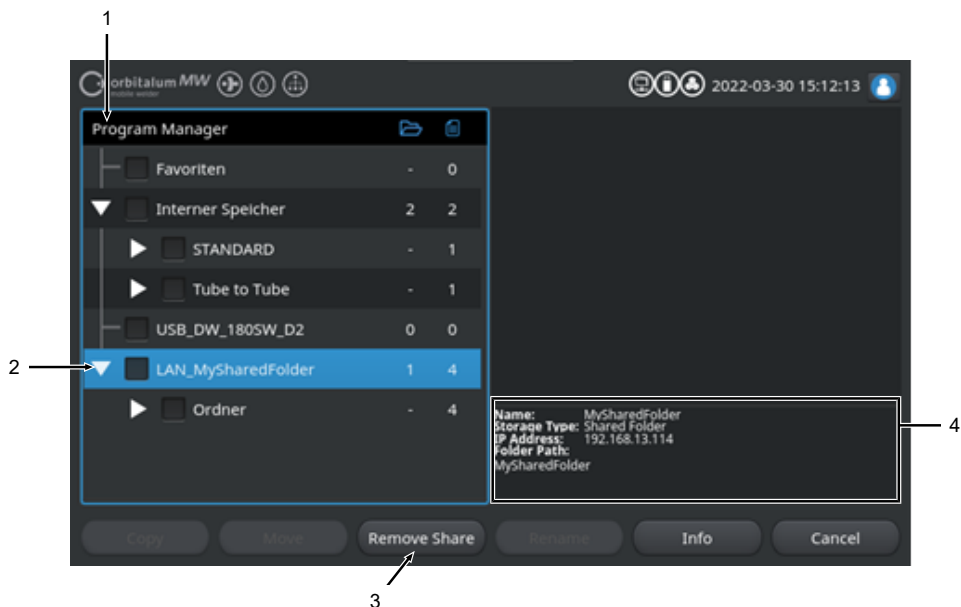 1
orbitalum MW
mobile welder
2022-03-30 15:12:13
Program Manager
Favoriten - 0
Interner Speicher 2 2
STANDARD - 1
Tube to Tube - 1
USB_DW_180SW_D2 0 0
2
LAN_MySharedFolder 1 4
Ordner - 4
Name: MySharedFolder
Storage Type: Shared Folder
IP Address: 192.168.13.114
Folder Path:
MySharedFolder
4
Copy Move Remove Share Rename Info Cancel
3